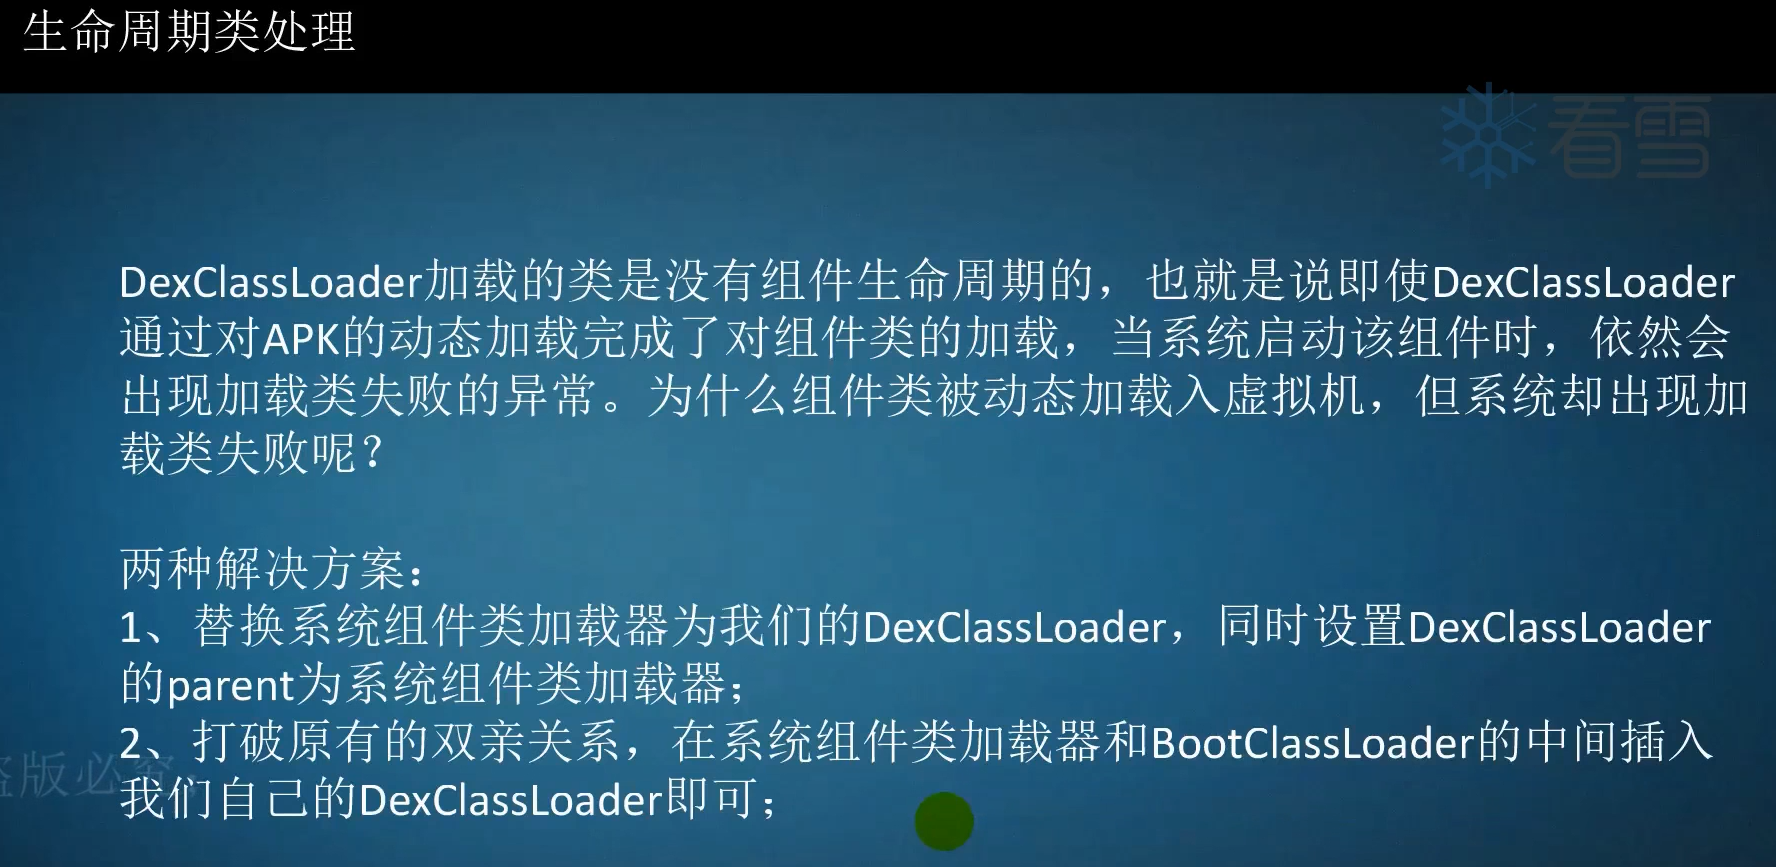 生命周期类处理
看雪
DexClassLoader加载的类是没有组件生命周期的，也就是说即使DexClassLoader
通过对APK的动态加载完成了对组件类的加载，当系统启动该组件时，依然会
出现加载类失败的异常。为什么组件类被动态加载入虚拟机，但系统却出现加
载类失败呢？
两种解决方案：
1、替换系统组件类加载器为我们的DexClassLoader，同时设置DexClassLoader
的parent为系统组件类加载器；
2、打破原有的双亲关系，在系统组件类加载器和BootClassLoader的中间插入
我们自己的DexClassLoader即可；
盗版必究